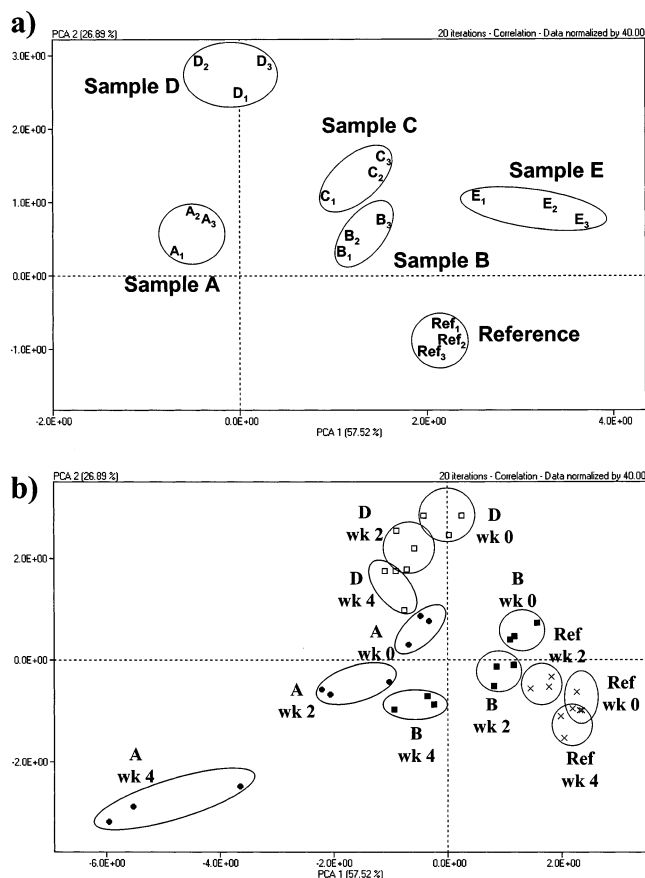 a)
PCA 2 (26.89 %)
20 iterations - Correlation - Data normalized by 40.00
3.0E+00
D₂
D₃
D₁
Sample D
2.0E+00
Sample C
C₃
C₂
C₁
Sample E
1.0E+00
E₁
E₂
E₃
A₂
A₃
A₁
B₃
B₂
B₁
Sample B
0.0E+00
Sample A
Ref₁
Ref₂
Ref₃
Reference
-1.0E+00
-2.0E+00
0.0E+00
2.0E+00
4.0E+00
PCA 1 (57.52 %)
b)
PCA 2 (26.89 %)
20 iterations - Correlation - Data normalized by 40.00
D
wk 2
D
wk 0
2.0E+00
D
wk 4
B
wk 0
A
wk 0
Ref
wk 2
0.0E+00
Ref
wk 0
A
wk 2
B
wk 2
B
wk 4
Ref
wk 4
A
wk 4
-2.0E+00
-6.0E+00
-4.0E+00
-2.0E+00
0.0E+00
2.0E+00
PCA 1 (57.52 %)